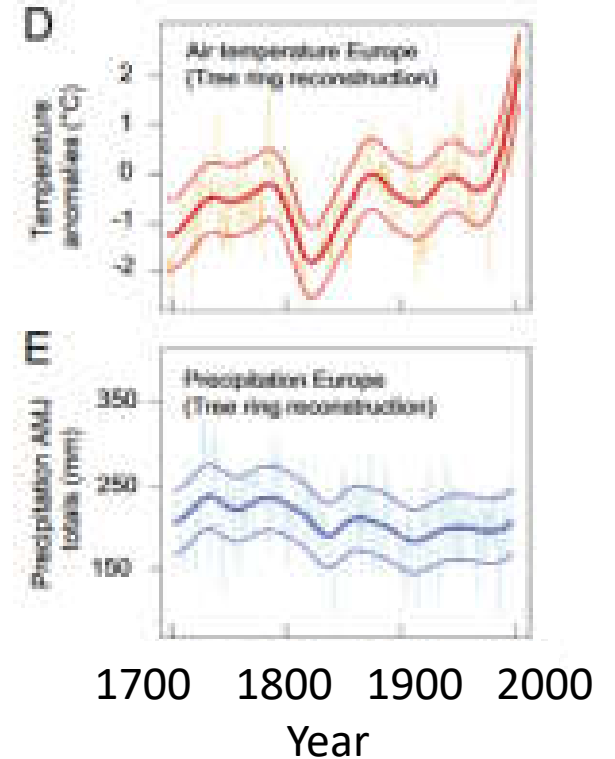 D
Air temperature Europe
(Tree ring reconstruction)
Temperature
anomalies (°C)
2
1
0
-1
-2
E
Precipitation Europe
(Tree ring reconstruction)
Precipitation AMJ
totals (mm)
350
250
150
1700 1800 1900 2000
Year